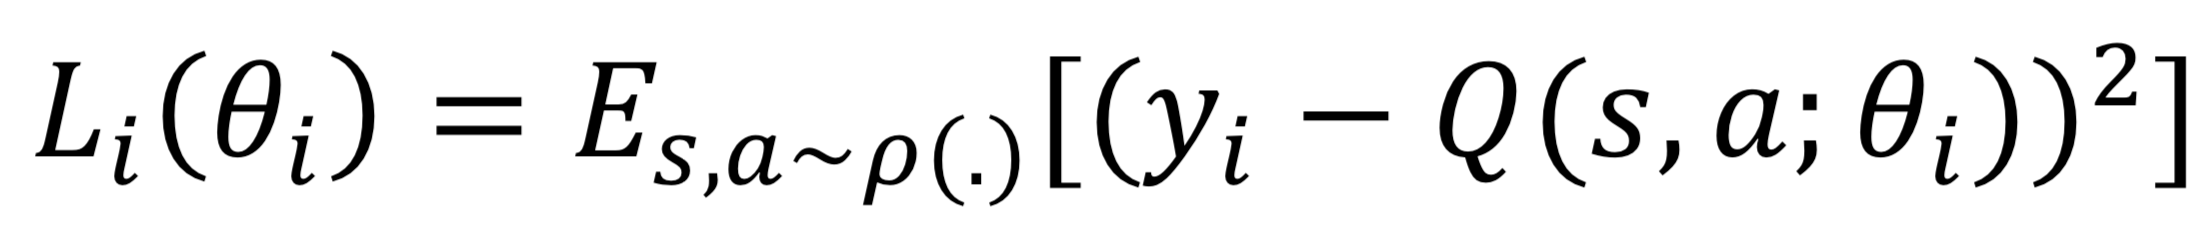 L_i(θ_i) = E_{s,a~ρ(.)}[(y_i − Q(s, a; θ_i))^2]